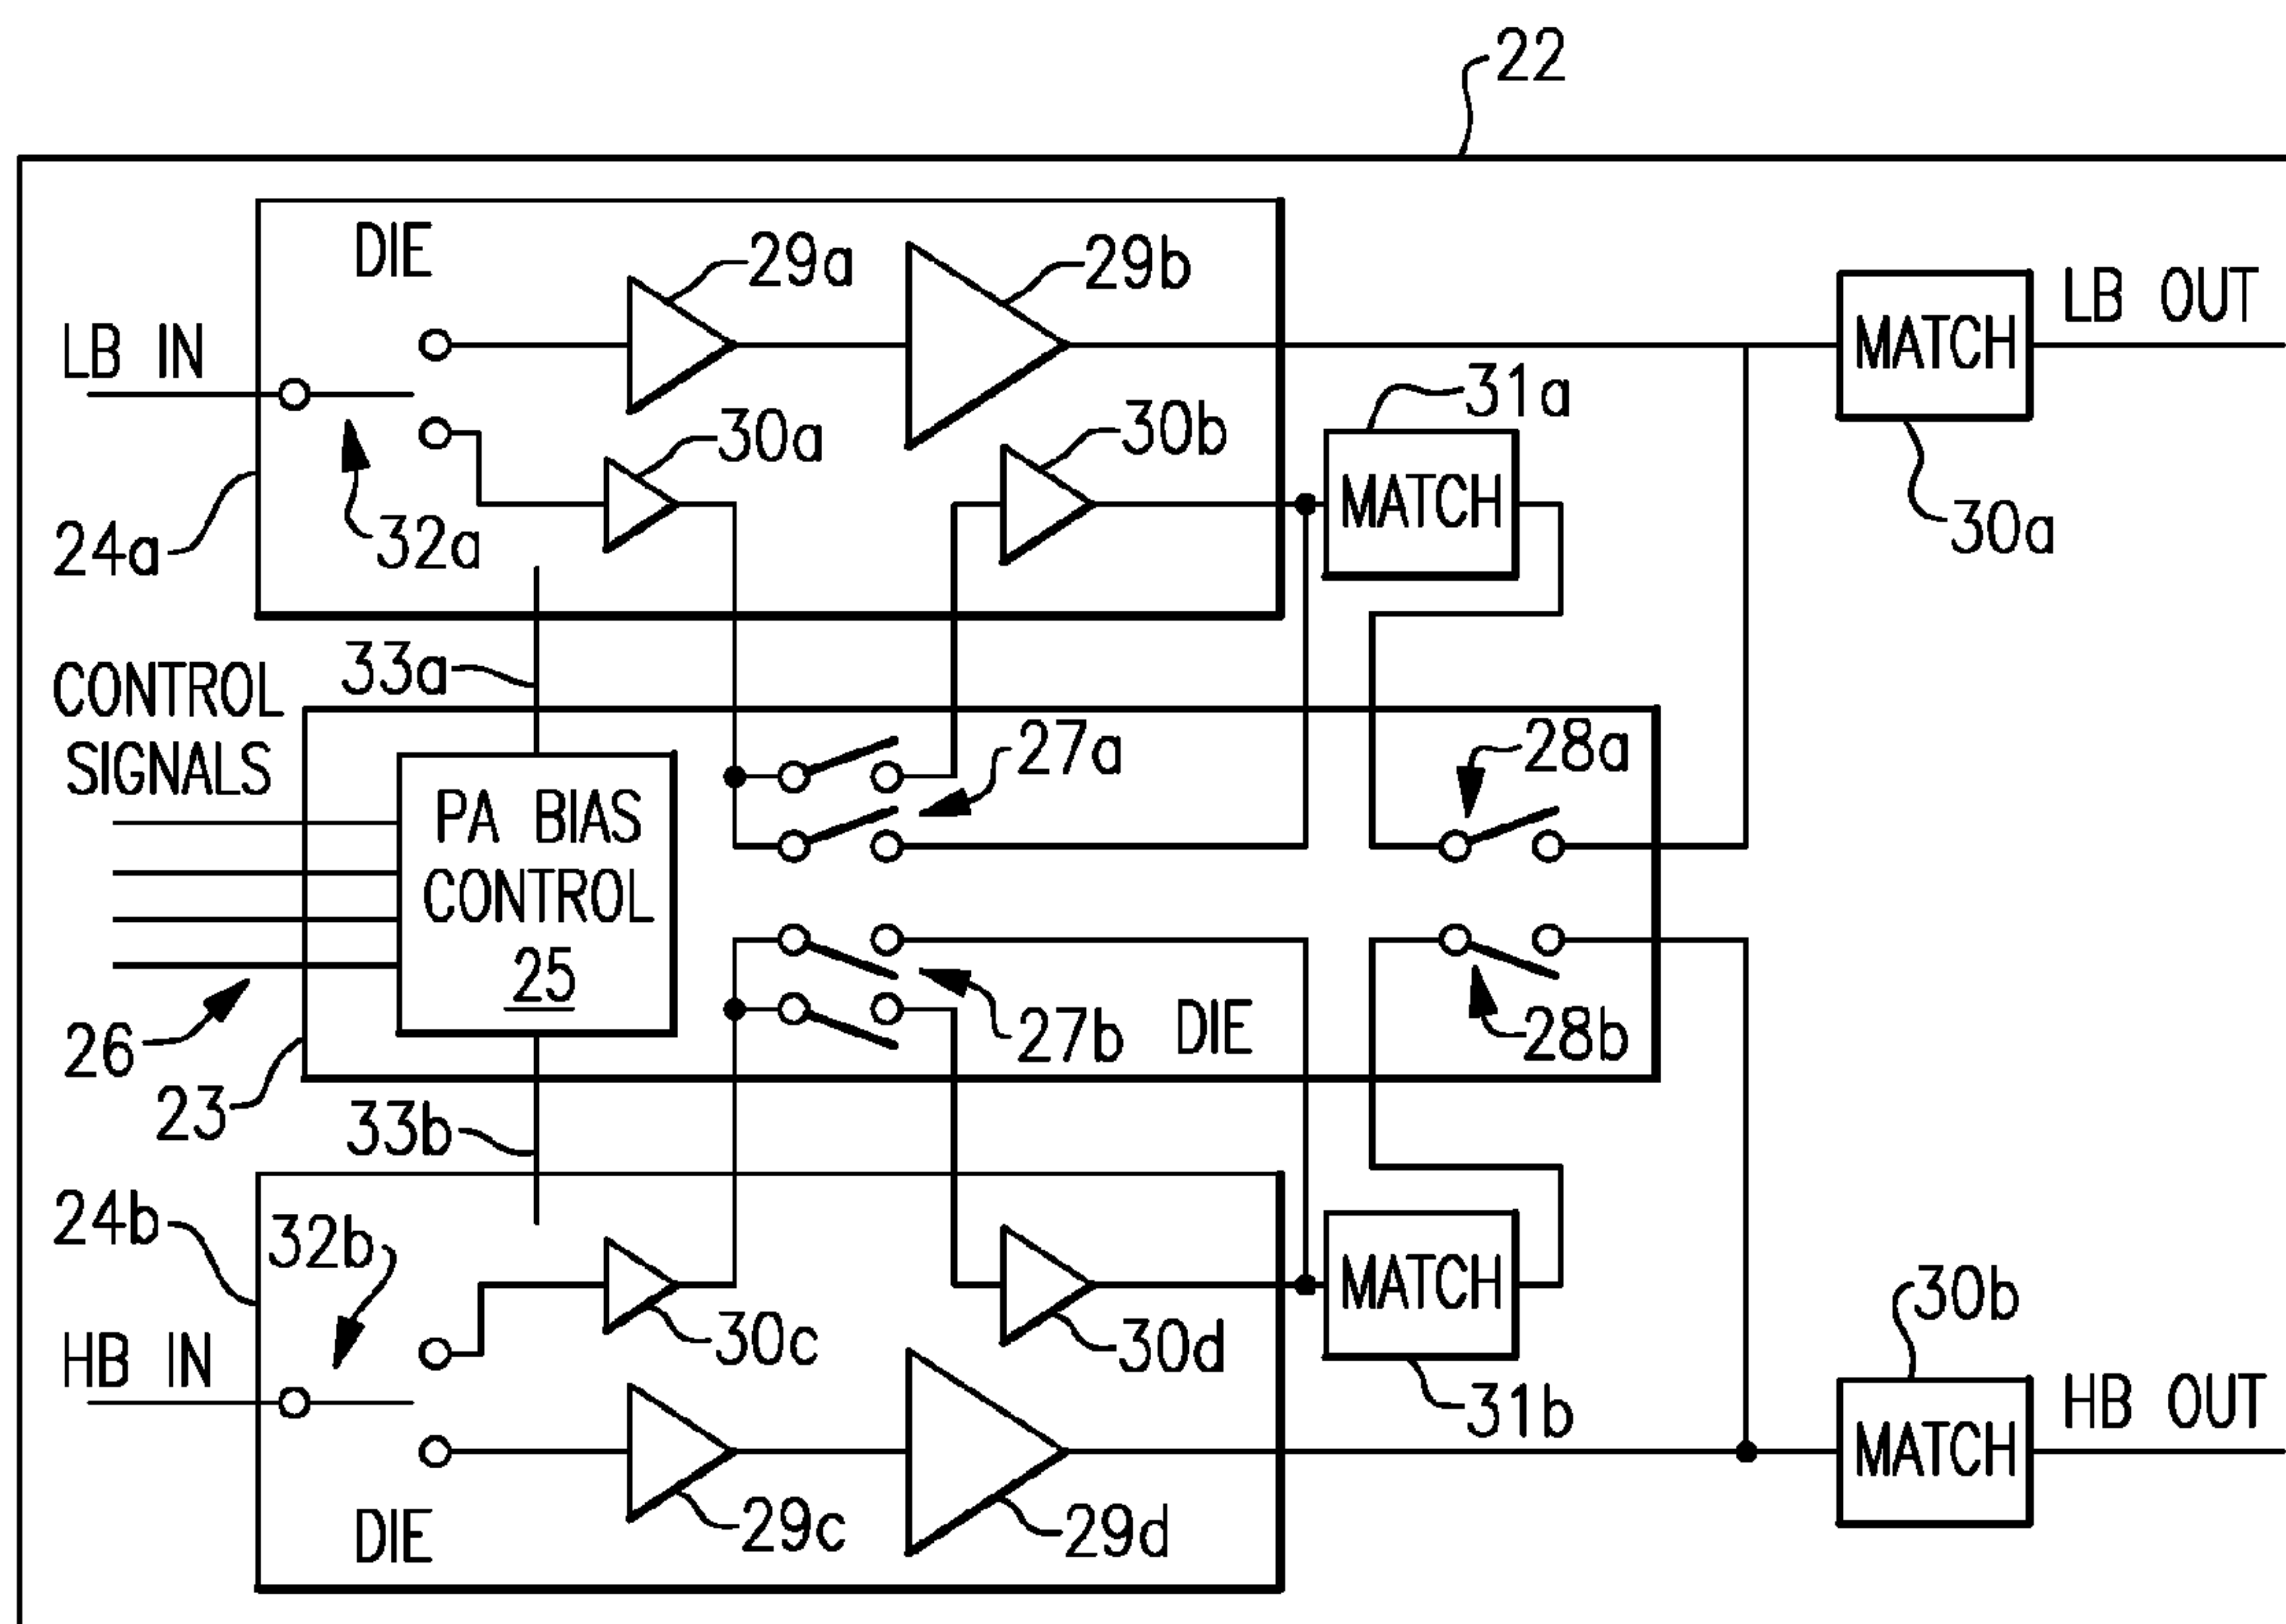 22
DIE
29a
29b
LB IN
MATCH
LB OUT
30a
30b
31a
MATCH
24a
32a
30a
33a
CONTROL
SIGNALS
27a
28a
PA BIAS
CONTROL
25
26
27b
DIE
28b
23
33b
24b
32b
MATCH
30b
30c
30d
HB IN
31b
HB OUT
MATCH
29c
29d
DIE